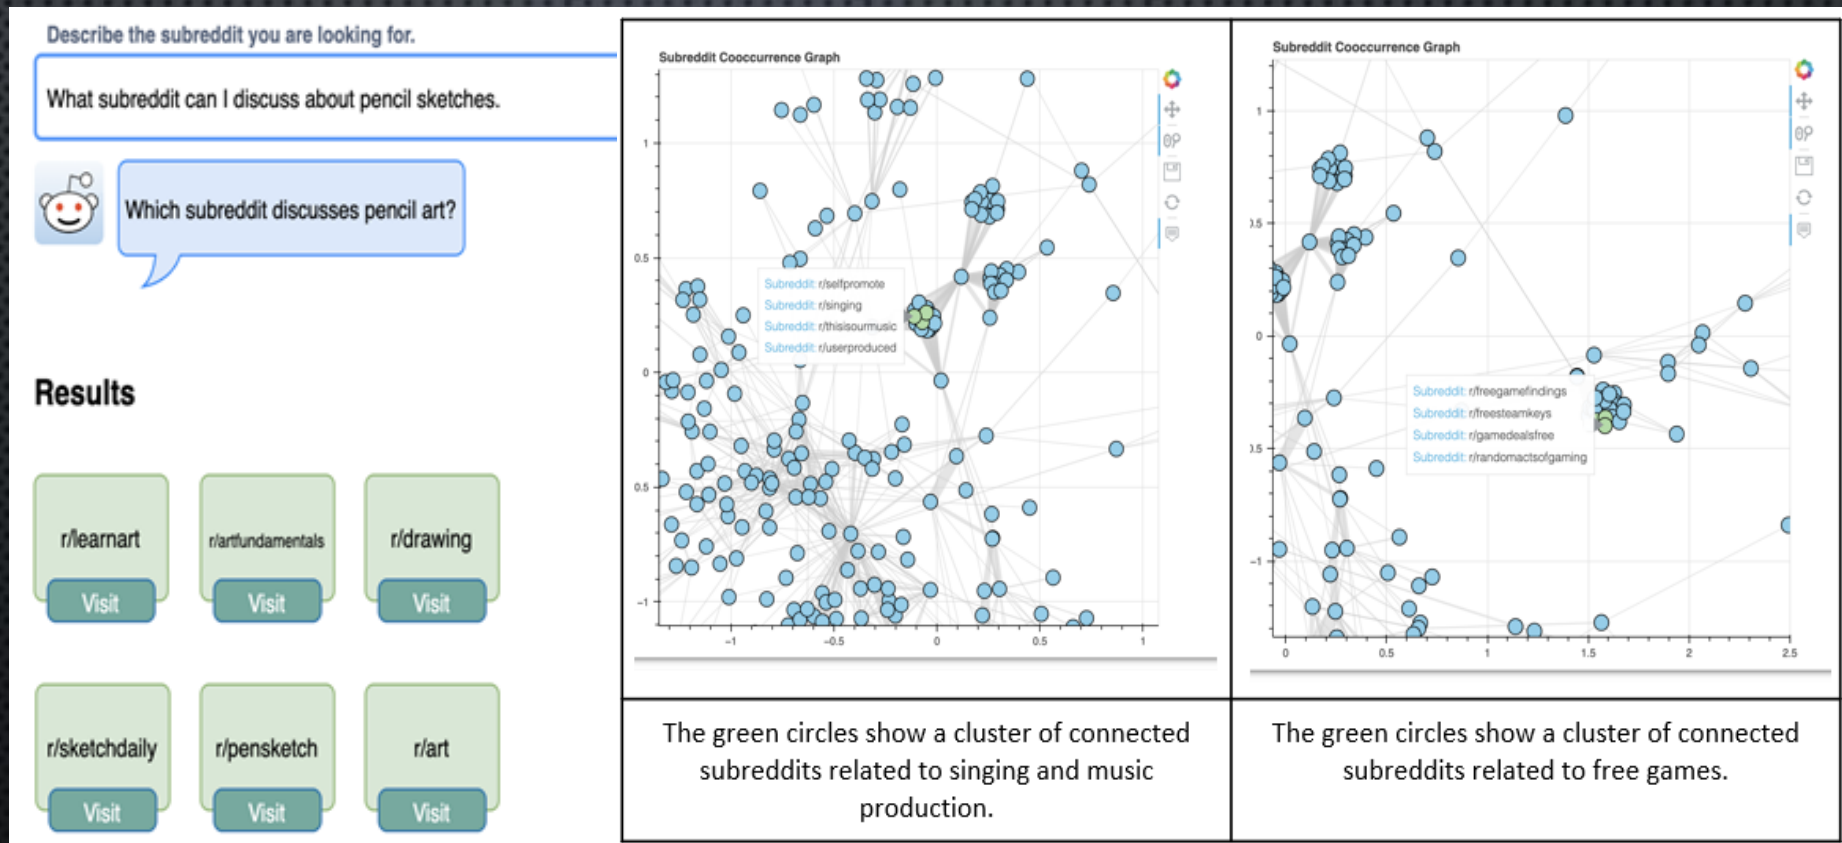 Describe the subreddit you are looking for.
What subreddit can I discuss about pencil sketches.
Which subreddit discusses pencil art?
Results
r/learnart
Visit
r/artfundamentals
Visit
r/drawing
Visit
r/sketchdaily
Visit
r/pensketch
Visit
r/art
Visit
Subreddit Cooccurrence Graph
1
0.5
0
0.5
−1
−1
−0.5
0
0.5
1
Subreddit: r/selfpromote
Subreddit: r/singing
Subreddit: r/thisisourmusic
Subreddit: r/userproduced
The green circles show a cluster of connected
subreddits related to singing and music
production.
Subreddit Cooccurrence Graph
1
0.5
0
0.5
−1
0
0.5
1
1.5
2
2.5
Subreddit: r/freegamefindings
Subreddit: r/freesteamkeys
Subreddit: r/gamedealsfree
Subreddit: r/randomactsofgaming
The green circles show a cluster of connected
subreddits related to free games.